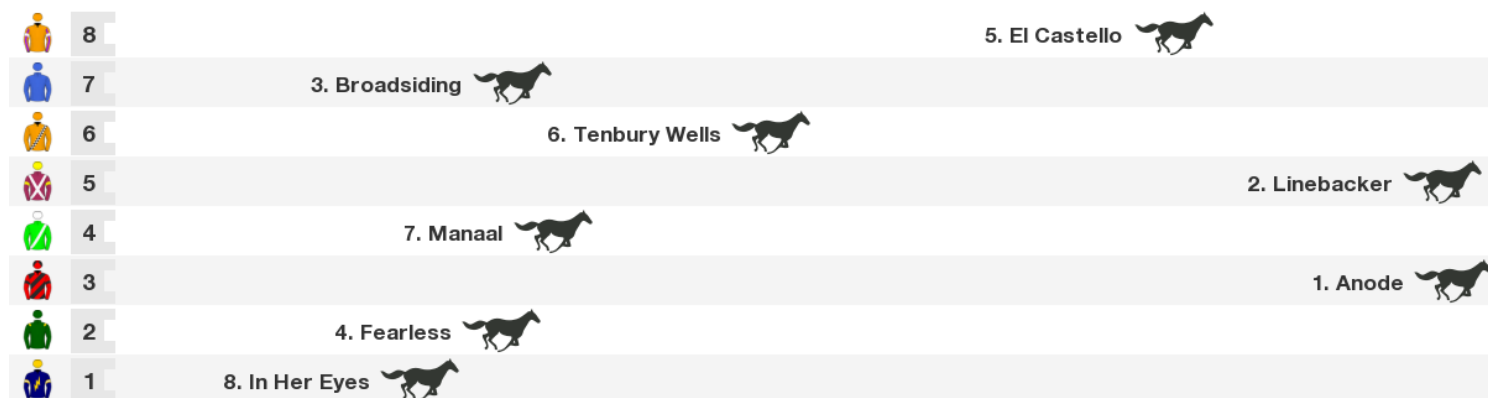 8 5. El Castello
7 3. Broadsiding
6 6. Tenbury Wells
5 2. Linebacker
4 7. Manaal
3 1. Anode
2 4. Fearless
1 8. In Her Eyes